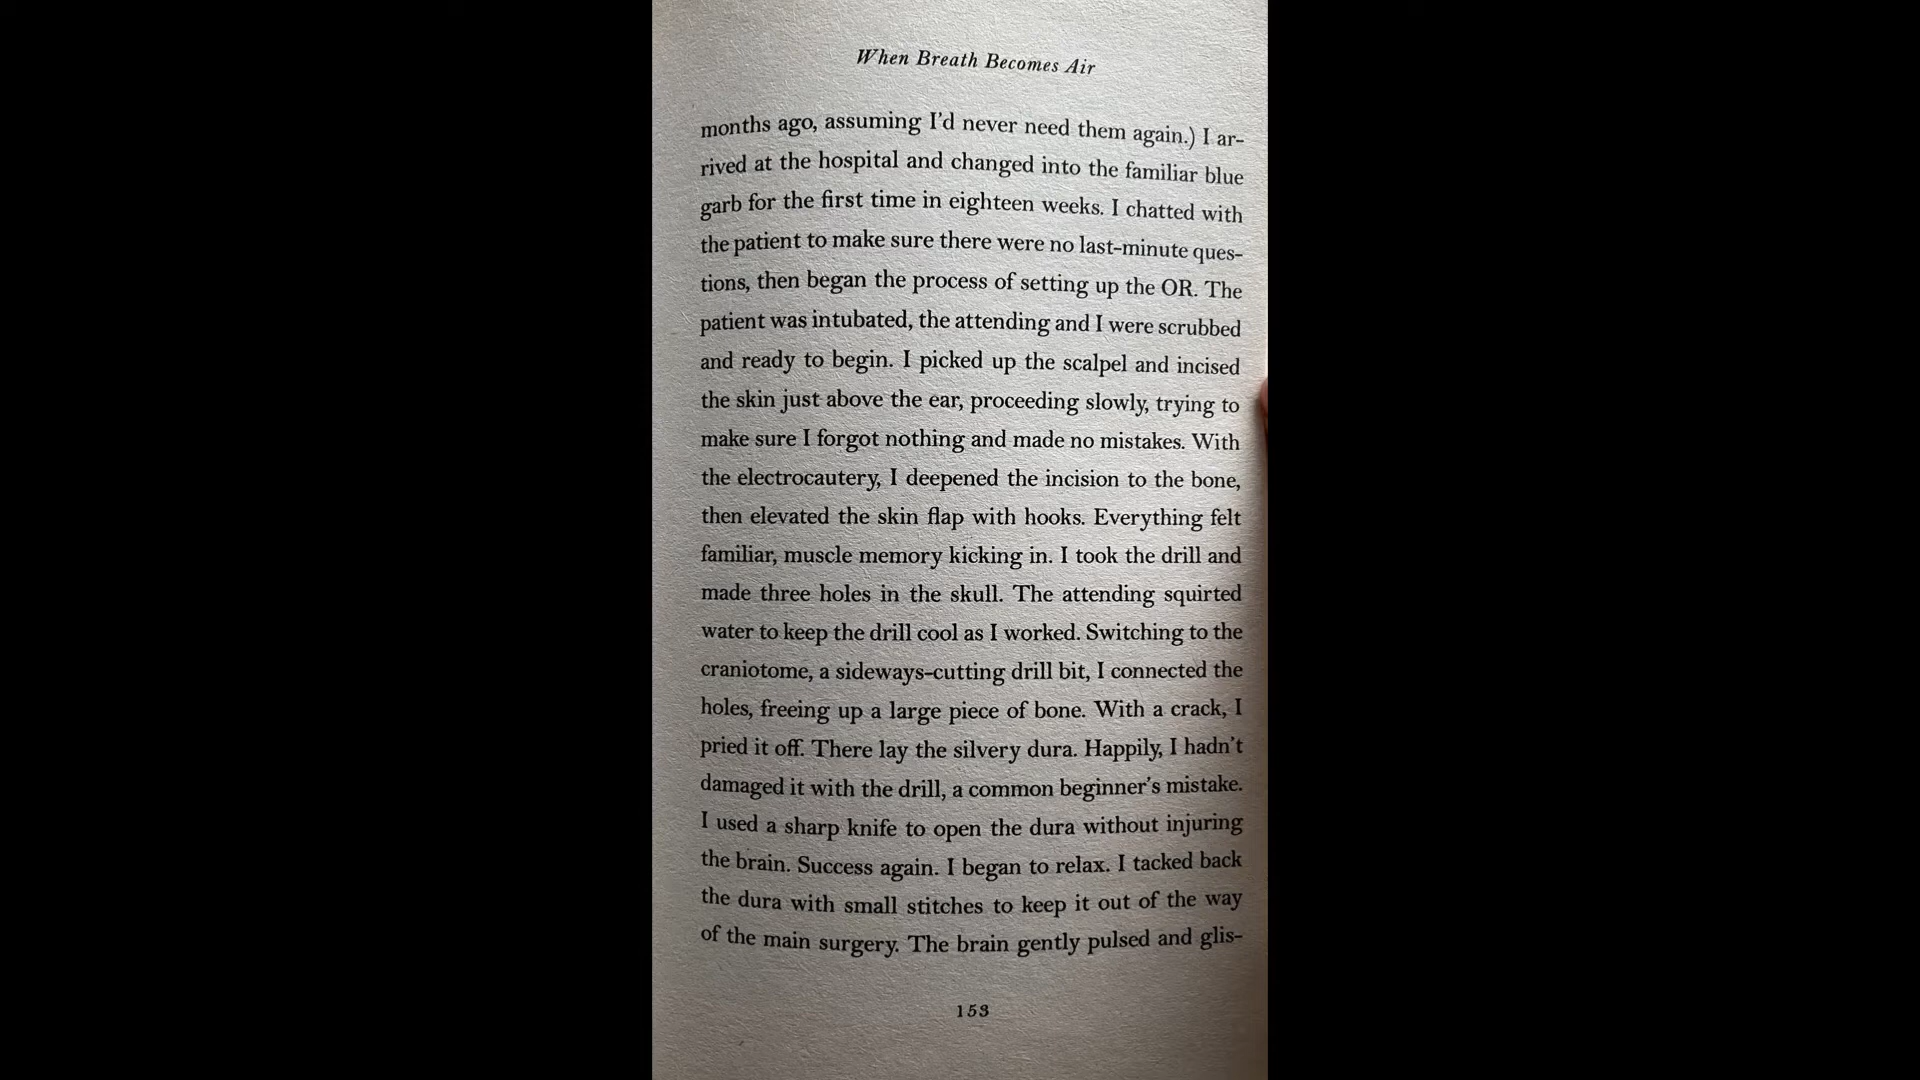 When Breath Becomes Air
months ago, assuming I'd never need them again.) I ar-
rived at the hospital and changed into the familiar blue
garb for the first time in eighteen weeks. I chatted with
the patient to make sure there were no last-minute ques-
tions, then began the process of setting up the OR. The
patient was intubated, the attending and I were scrubbed
and ready to begin. I picked up the scalpel and incised
the skin just above the ear, proceeding slowly, trying to
make sure I forgot nothing and made no mistakes. With
the electrocautery, I deepened the incision to the bone,
then elevated the skin flap with hooks. Everything felt
familiar, muscle memory kicking in. I took the drill and
made three holes in the skull. The attending squirted
water to keep the drill cool as I worked. Switching to the
craniotome, a sideways-cutting drill bit, I connected the
holes, freeing up a large piece of bone. With a crack, I
pried it off. There lay the silvery dura. Happily, I hadn't
damaged it with the drill, a common beginner's mistake.
I used a sharp knife to open the dura without injuring
the brain. Success again. I began to relax. I tacked back
the dura with small stitches to keep it out of the way
of the main surgery. The brain gently pulsed and glis-
153